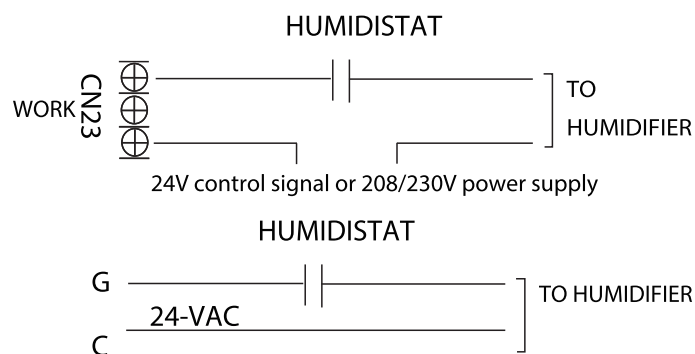 HUMIDISTAT
WORK
CN23
TO
HUMIDIFIER
24V control signal or 208/230V power supply
HUMIDISTAT
G
TO HUMIDIFIER
24-VAC
C